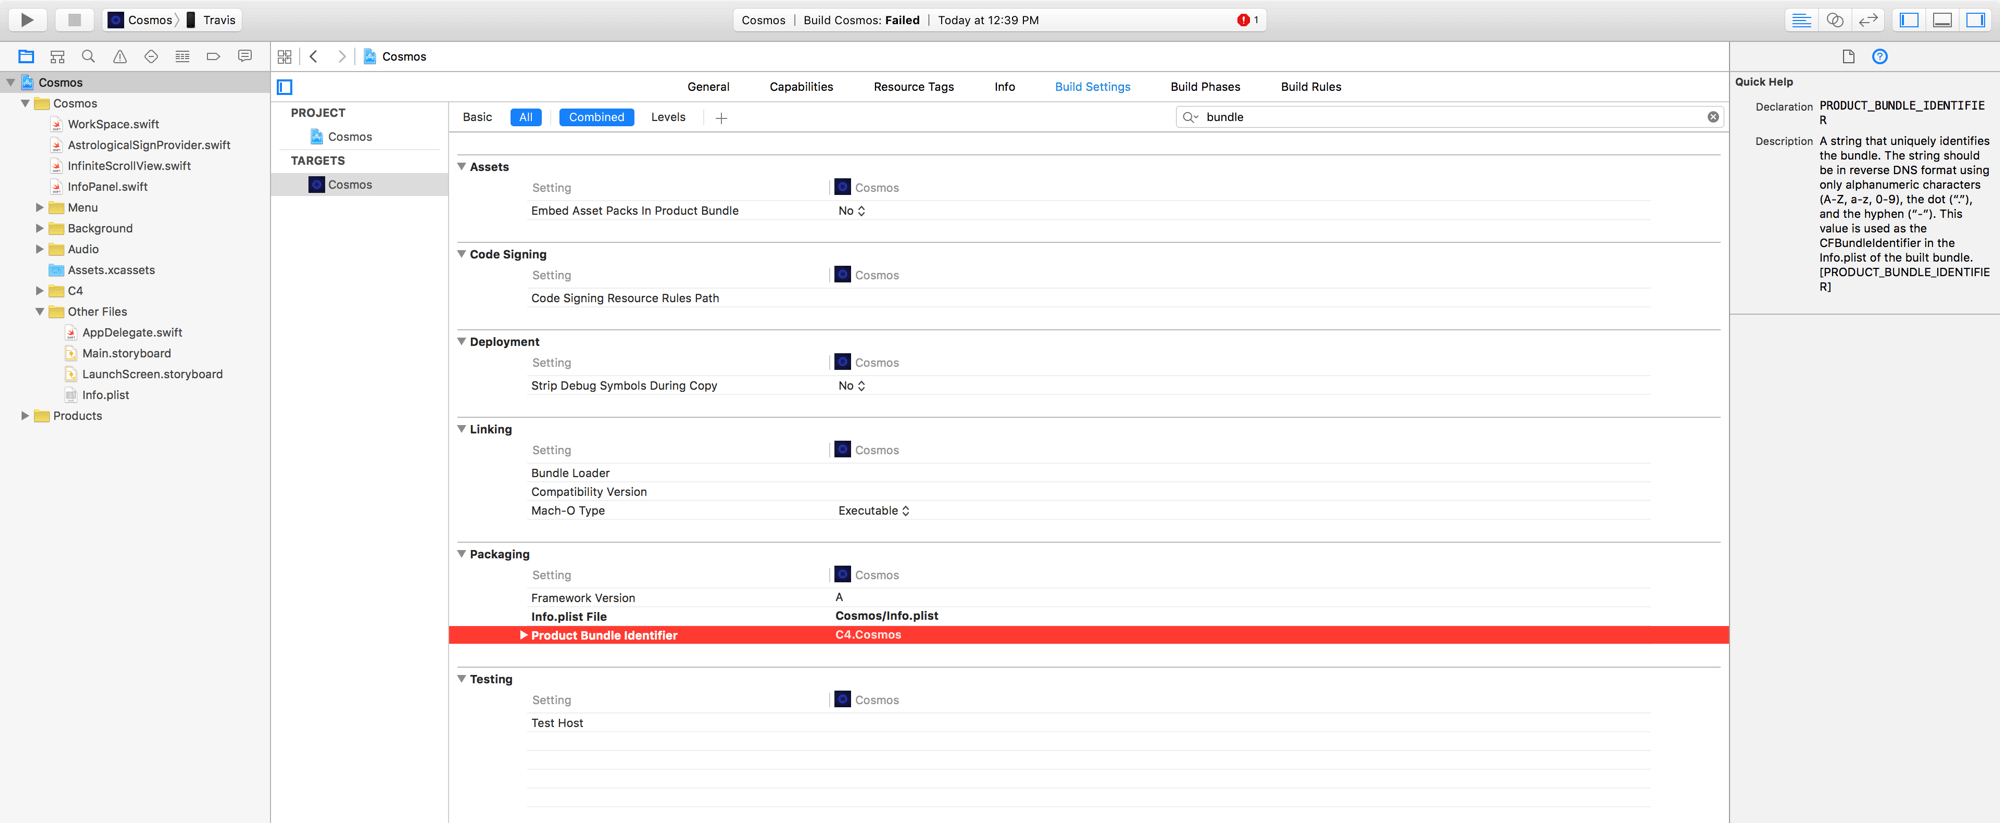 Cosmos Travis
Cosmos Build Cosmos: Failed Today at 12:39 PM 1
Cosmos
Cosmos
WorkSpace.swift
AstrologicalSignProvider.swift
InfiniteScrollView.swift
InfoPanel.swift
Menu
Background
Audio
Assets.xcassets
C4
Other Files
AppDelegate.swift
Main.storyboard
LaunchScreen.storyboard
Info.plist
Products
Cosmos
General Capabilities Resource Tags Info Build Settings Build Phases Build Rules
PROJECT
Cosmos
TARGETS
Cosmos
Basic All Combined Levels bundle
Assets
Setting Cosmos
Embed Asset Packs In Product Bundle No
Code Signing
Setting Cosmos
Code Signing Resource Rules Path
Deployment
Setting Cosmos
Strip Debug Symbols During Copy No
Linking
Setting Cosmos
Bundle Loader
Compatibility Version
Mach-O Type Executable
Packaging
Setting Cosmos
Framework Version A
Info.plist File Cosmos/Info.plist
Product Bundle Identifier C4.Cosmos
Testing
Setting Cosmos
Test Host
Quick Help
Declaration PRODUCT_BUNDLE_IDENTIFIE
R
Description A string that uniquely identifies
the bundle. The string should
be in reverse DNS format using
only alphanumeric characters
(A-Z, a-z, 0-9), the dot (“.”),
and the hyphen (“-”). This
value is used as the
CFBundleIdentifier in the
Info.plist of the built bundle.
[PRODUCT_BUNDLE_IDENTIFIE
R]